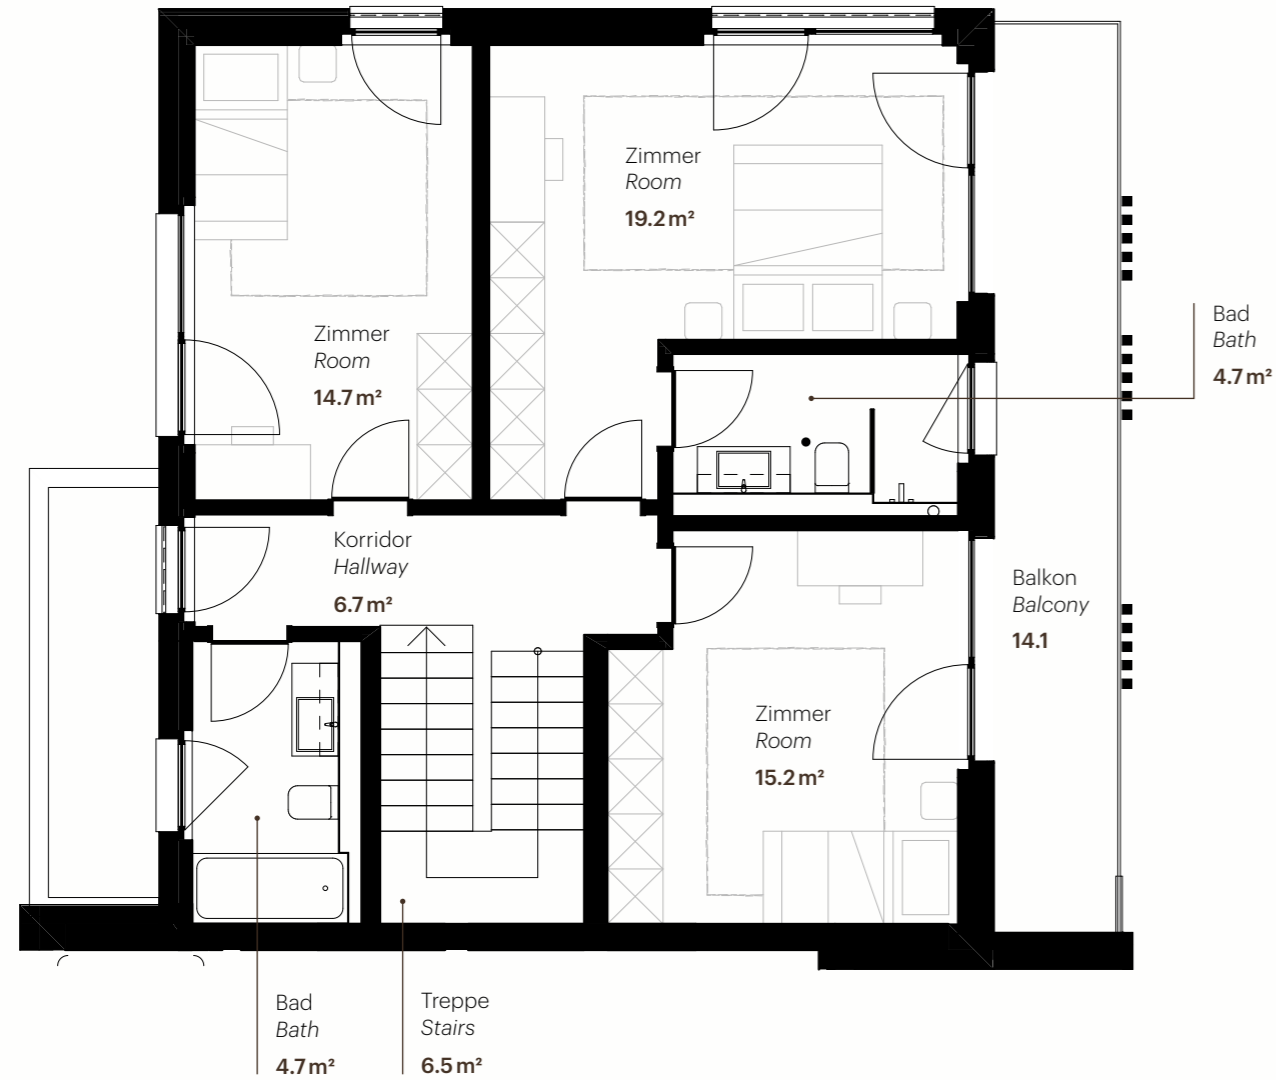 Zimmer
Room
19.2 m²
Zimmer
Room
14.7 m²
Bad
Bath
4.7 m²
Korridor
Hallway
6.7 m²
Balkon
Balcony
14.1
Zimmer
Room
15.2 m²
Bad
Bath
4.7 m²
Treppe
Stairs
6.5 m²